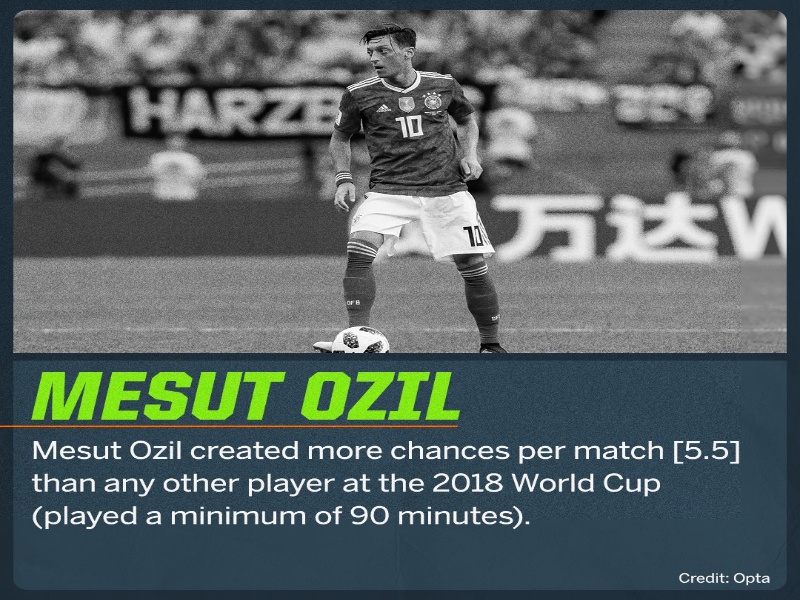 HARZ
10
万达W
10
MESUT OZIL
Mesut Ozil created more chances per match [5.5]
than any other player at the 2018 World Cup
(played a minimum of 90 minutes).
Credit: Opta